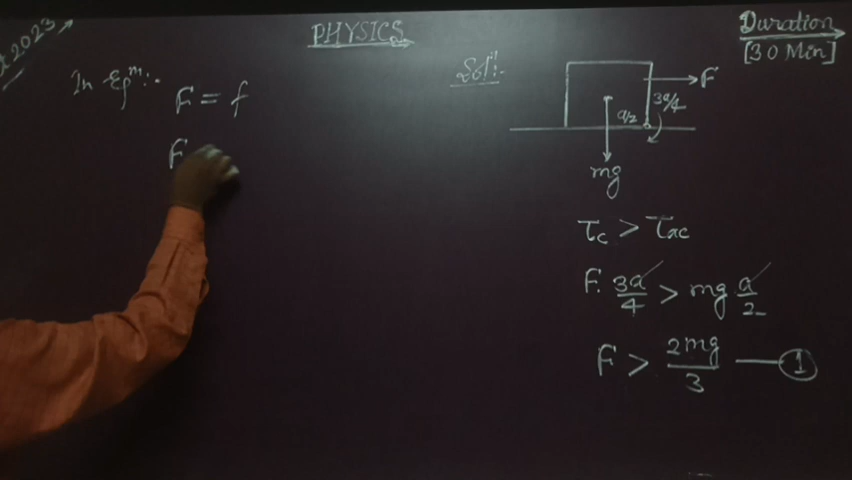 2023
PHYSICS
Duration
[30 Min]
In Eqm:-
F = f
F
Solⁿ:-
F
3a/4
a/2
mg
τc > τac
F. 3a/4 > mg a/2
F > 2mg/3 — ①